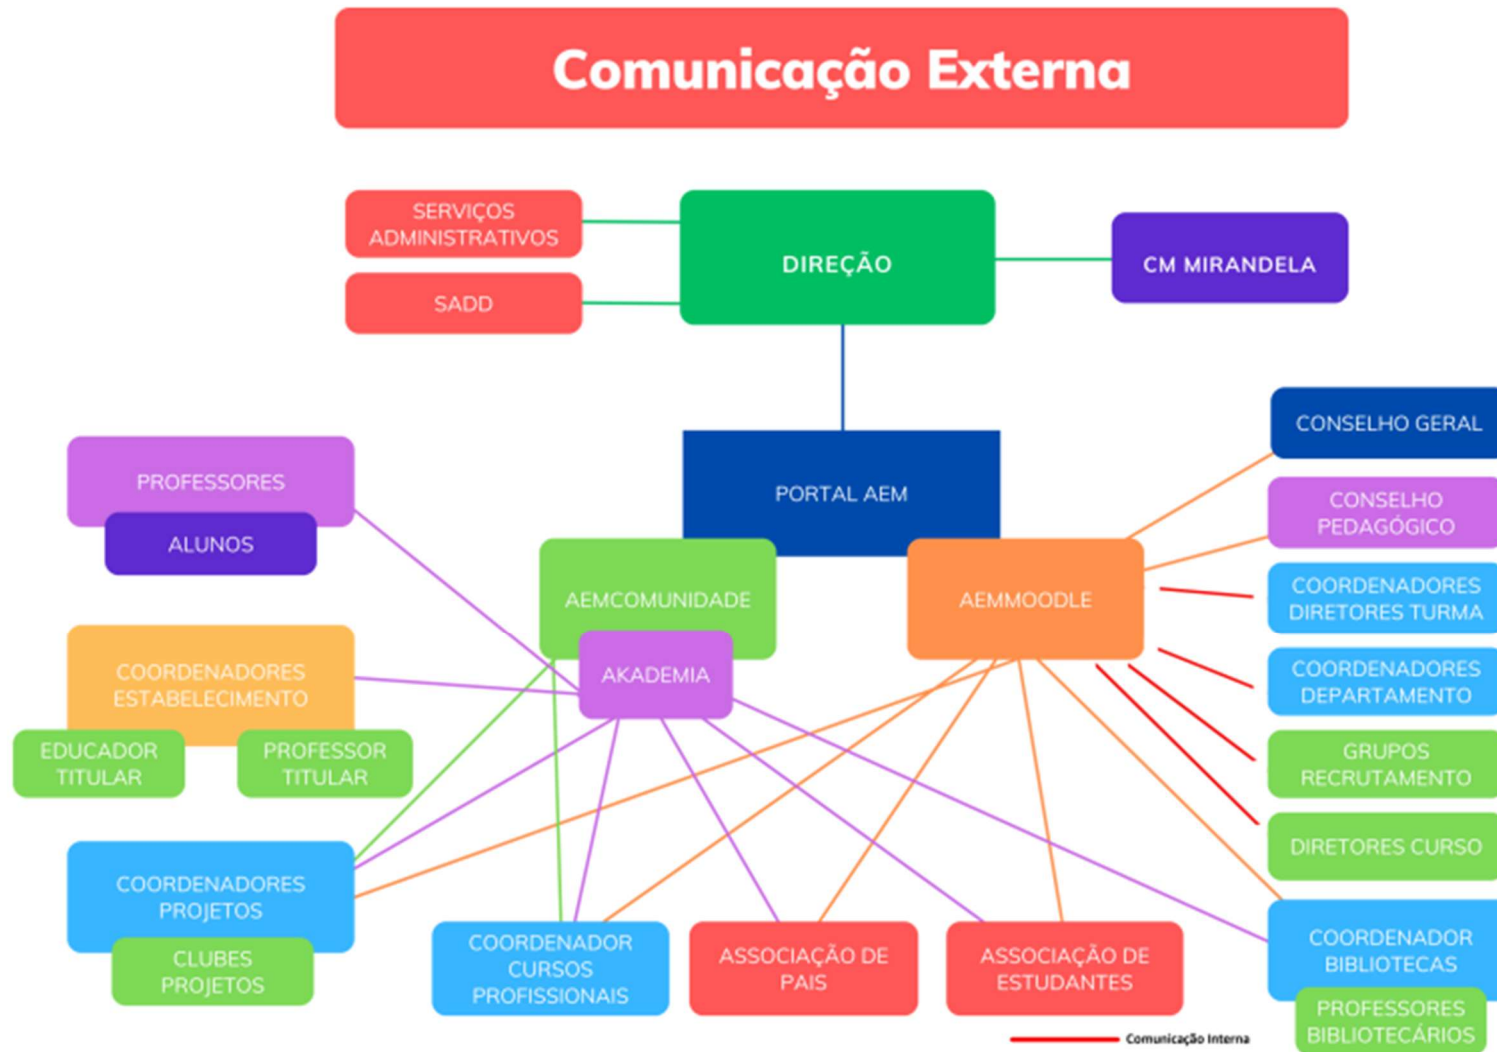 Comunicação Externa
SERVIÇOS
ADMINISTRATIVOS
SADD
DIREÇÃO
CM MIRANDELA
CONSELHO GERAL
PROFESSORES
ALUNOS
PORTAL AEM
CONSELHO
PEDAGÓGICO
AEMCOMUNIDADE
AEMMOODLE
COORDENADORES
DIRETORES TURMA
COORDENADORES
ESTABELECIMENTO
AKADEMIA
COORDENADORES
DEPARTAMENTO
EDUCADOR
TITULAR
PROFESSOR
TITULAR
GRUPOS
RECRUTAMENTO
DIRETORES CURSO
COORDENADORES
PROJETOS
CLUBES
PROJETOS
COORDENADOR
CURSOS
PROFISSIONAIS
ASSOCIAÇÃO DE
PAIS
ASSOCIAÇÃO DE
ESTUDANTES
COORDENADOR
BIBLIOTECAS
PROFESSORES
BIBLIOTECÁRIOS
Comunicação Interna